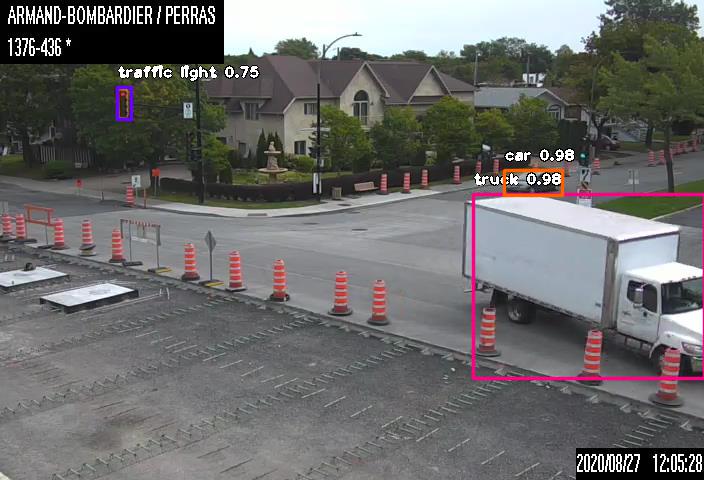 ARMAND-BOMBARDIER / PERRAS
1376-436 *
traffic light 0.75
car 0.98
truck 0.98
2020/08/27 12:05:28